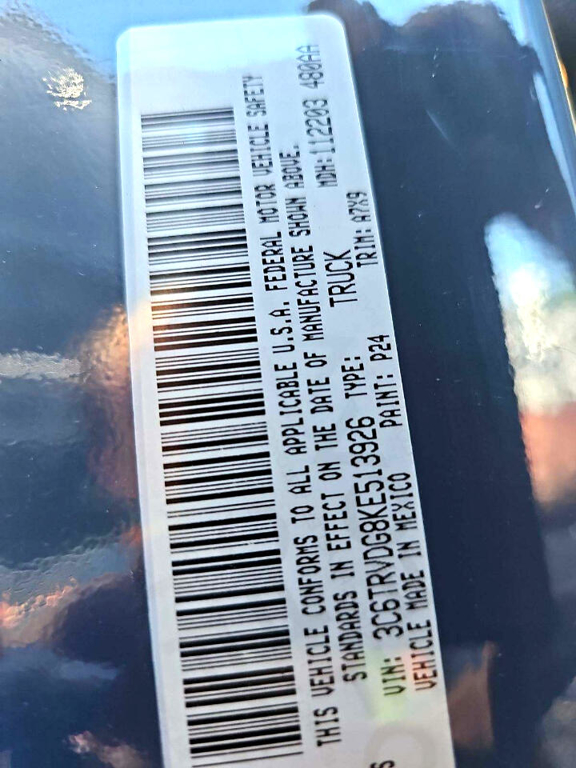 THIS VEHICLE CONFORMS TO ALL APPLICABLE U.S.A. FEDERAL MOTOR VEHICLE SAFETY
STANDARDS IN EFFECT ON THE DATE OF MANUFACTURE SHOWN ABOVE.
MDH:112203 480AA
VIN: 3C6TRVDG8KE513926 TYPE: TRUCK
VEHICLE MADE IN MEXICO PAINT: P24 TRIM: A7X9